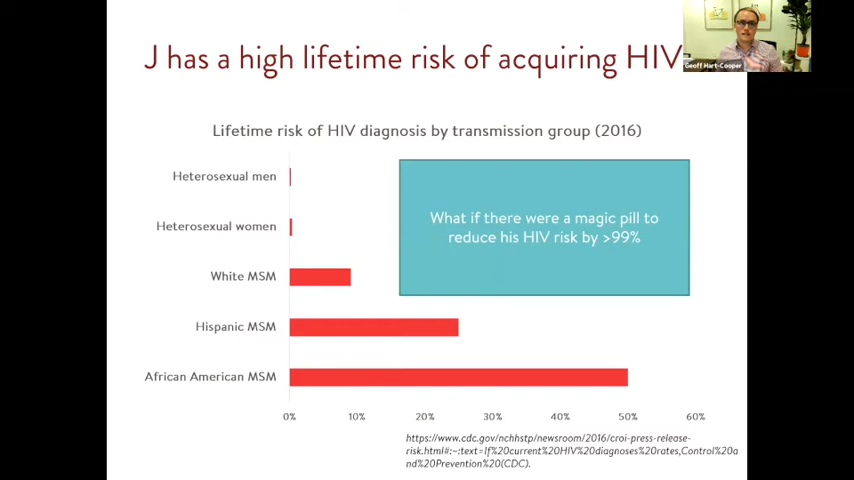 J has a high lifetime risk of acquiring HIV
Geoff Hart-Cooper
Lifetime risk of HIV diagnosis by transmission group (2016)
Heterosexual men
Heterosexual women
White MSM
Hispanic MSM
African American MSM
What if there were a magic pill to
reduce his HIV risk by >99%
0% 10% 20% 30% 40% 50% 60%
https://www.cdc.gov/nchhstp/newsroom/2016/croi-press-release-
risk.html#:~:text=If%20current%20HIV%20diagnoses%20rates,Control%20a
nd%20Prevention%20(CDC).